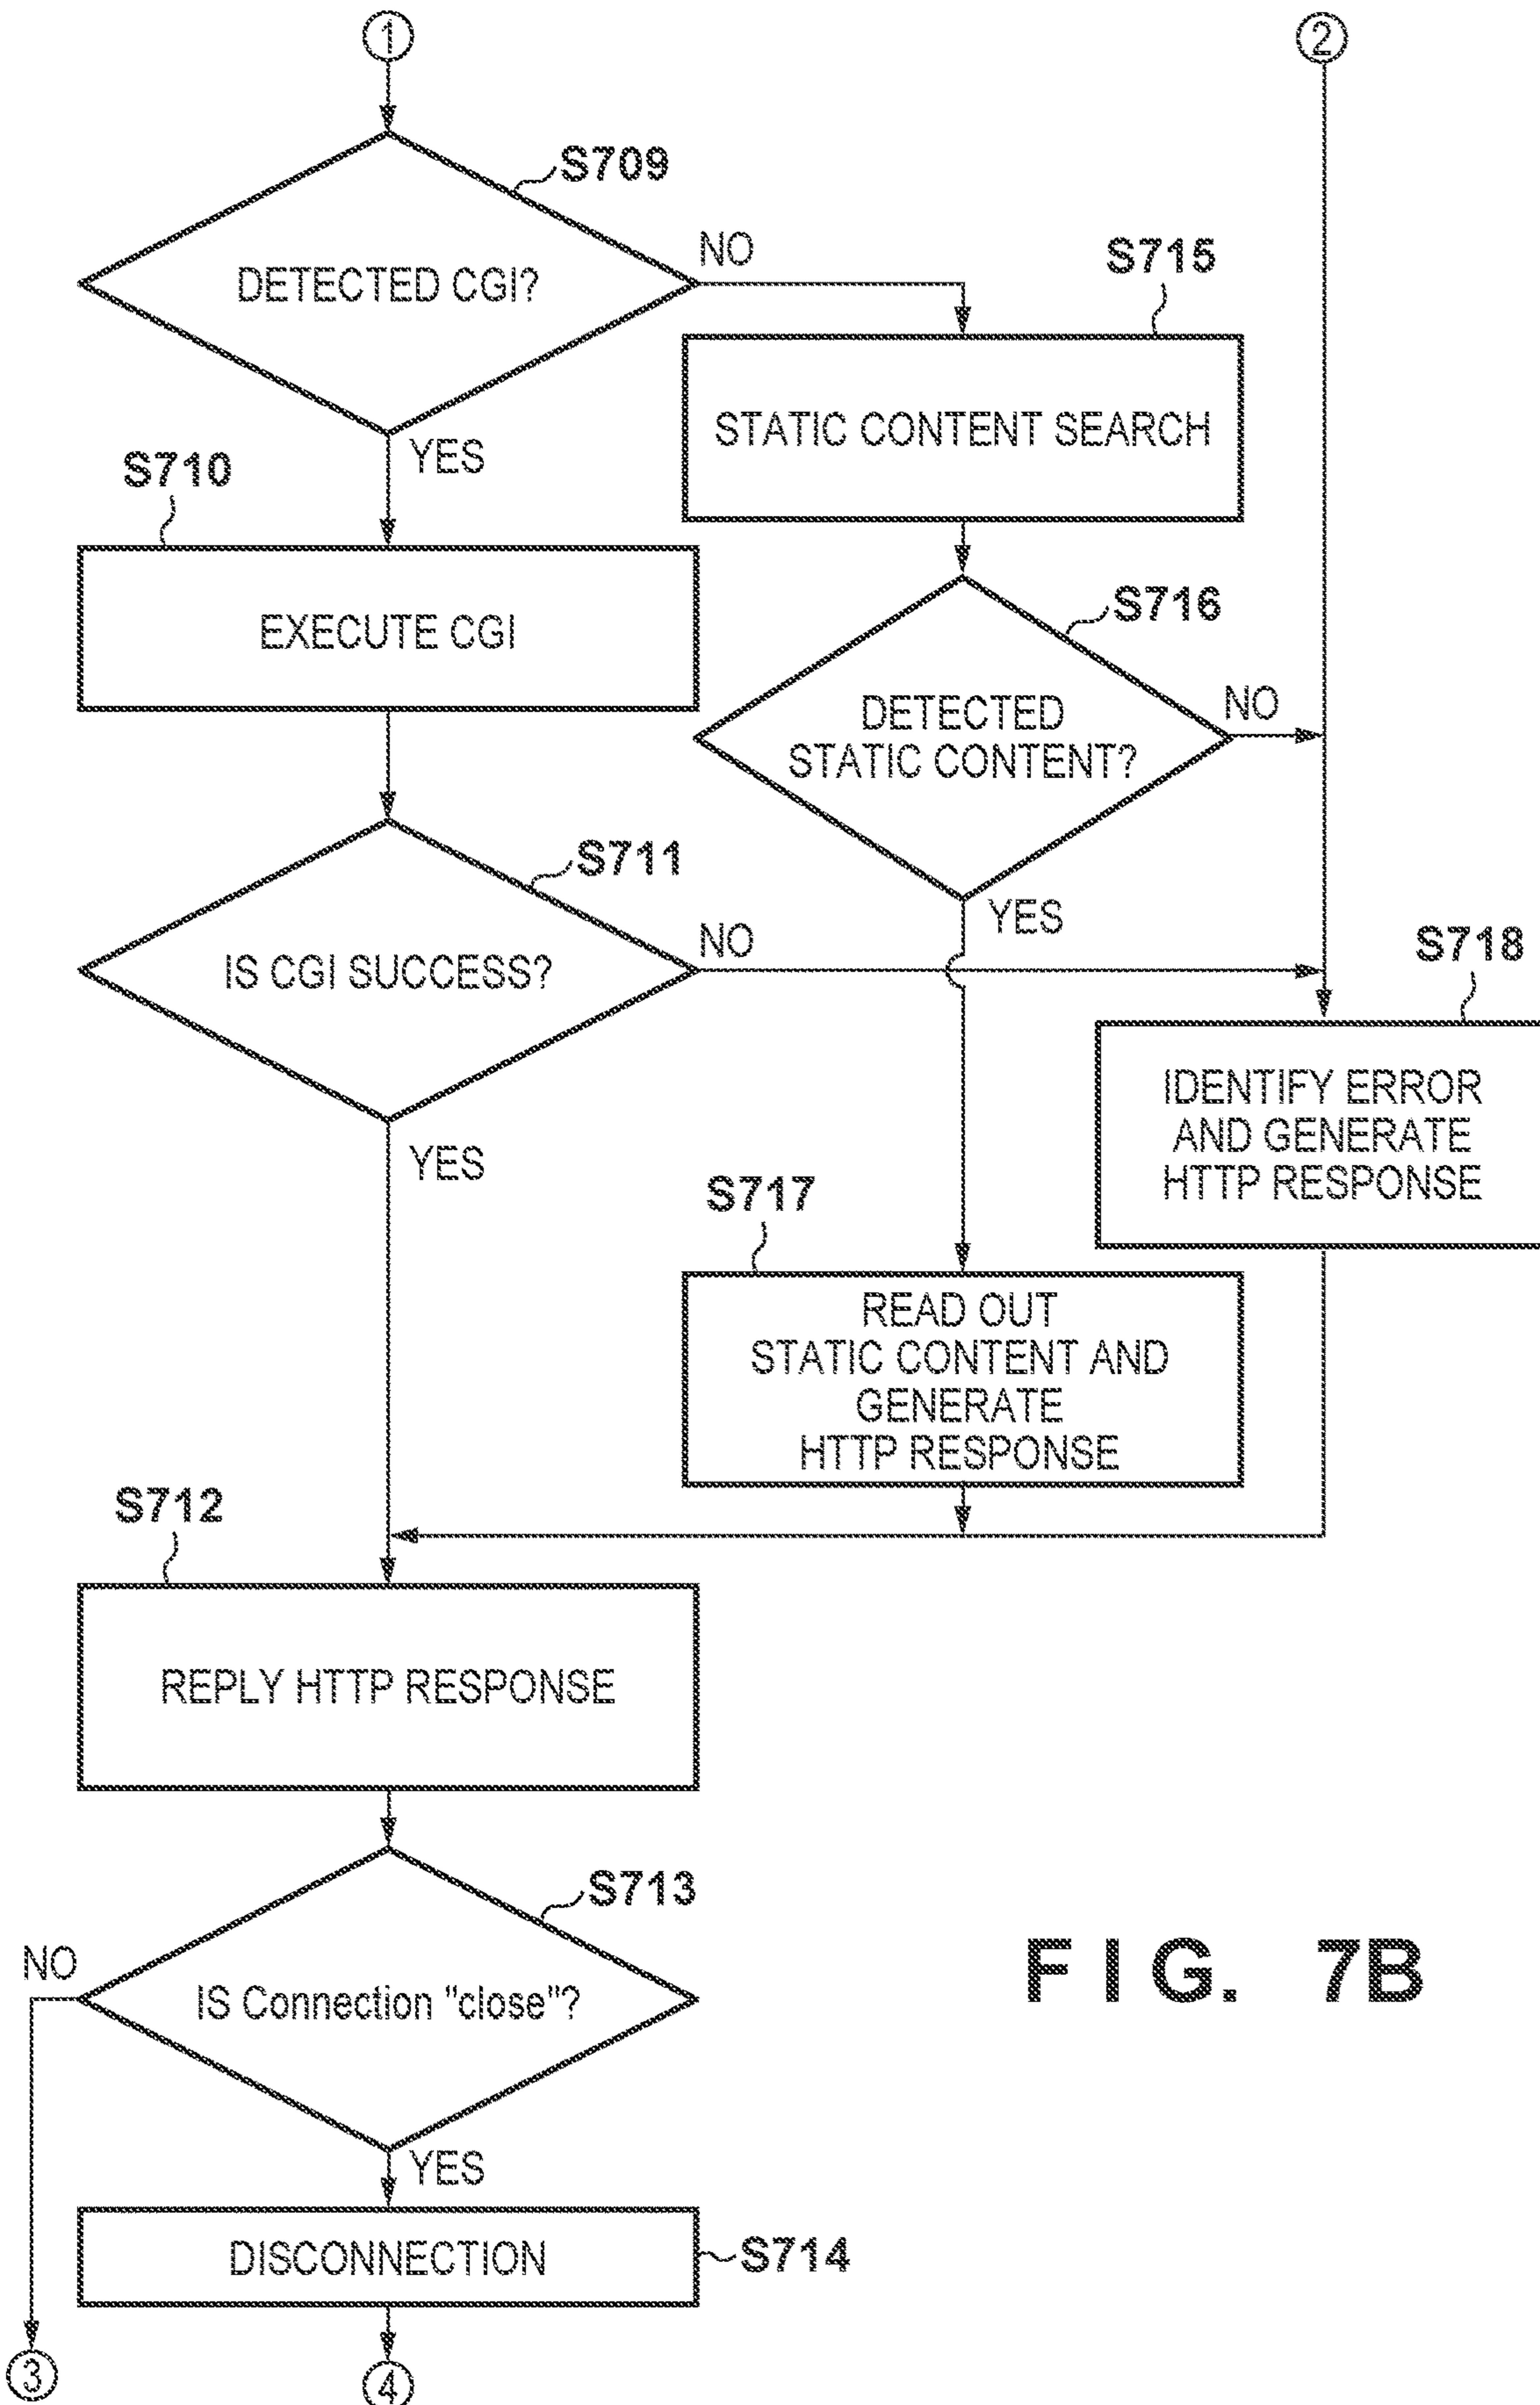 1
2
S709
DETECTED CGI?
NO
S715
STATIC CONTENT SEARCH
YES
S710
EXECUTE CGI
S716
DETECTED
STATIC CONTENT?
NO
YES
S711
IS CGI SUCCESS?
NO
YES
S718
IDENTIFY ERROR
AND GENERATE
HTTP RESPONSE
S717
READ OUT
STATIC CONTENT AND
GENERATE
HTTP RESPONSE
S712
REPLY HTTP RESPONSE
S713
IS Connection "close"?
NO
YES
DISCONNECTION
S714
3
4
FIG. 7B